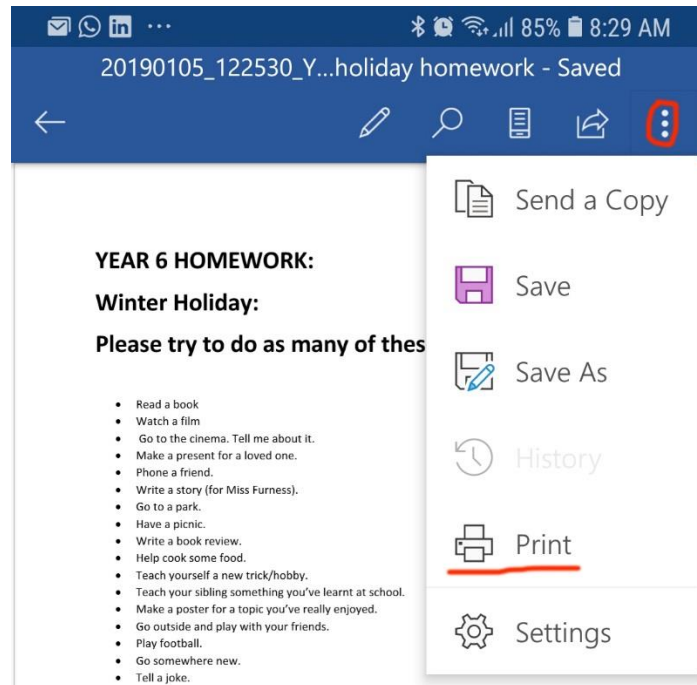 in ... 85% 8:29 AM
20190105_122530_Y...holiday homework - Saved
Send a Copy
Save
Save As
History
Print
Settings
YEAR 6 HOMEWORK:
Winter Holiday:
Please try to do as many of thes
• Read a book
• Watch a film
• Go to the cinema. Tell me about it.
• Make a present for a loved one.
• Phone a friend.
• Write a story (for Miss Furness).
• Go to a park.
• Have a picnic.
• Write a book review.
• Help cook some food.
• Teach yourself a new trick/hobby.
• Teach your sibling something you've learnt at school.
• Make a poster for a topic you've really enjoyed.
• Go outside and play with your friends.
• Play football.
• Go somewhere new.
• Tell a joke.